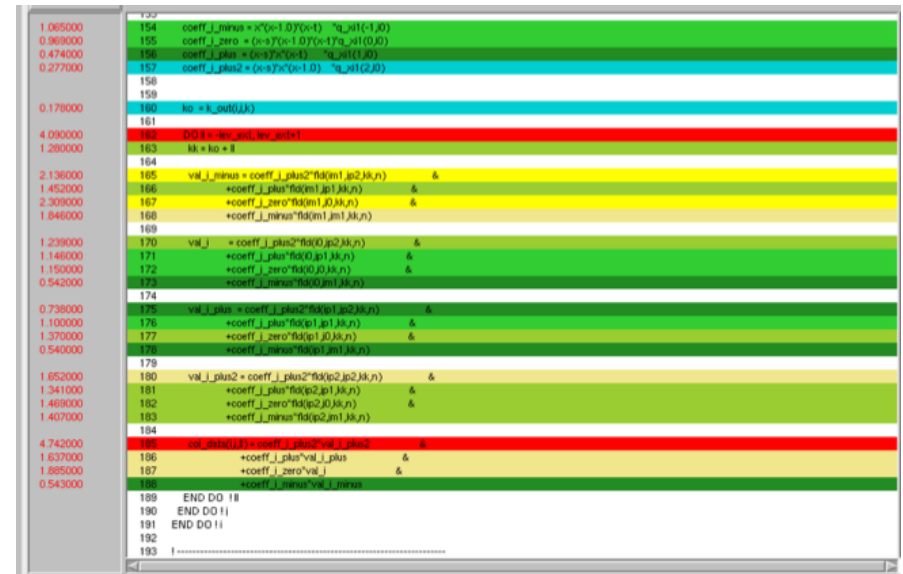 153
1.065000 154 coeff_j_minus = x*(x-1.0)*(x-t) *q_xi1(-1,i0)
0.969000 155 coeff_j_zero = (x-s)*(x-1.0)*(x-t)*q_xi1(0,i0)
0.474000 156 coeff_j_plus = (x-s)*x*(x-t) *q_xi1(1,i0)
0.277000 157 coeff_j_plus2 = (x-s)*x*(x-1.0) *q_xi1(2,i0)
158
159
0.178000 160 ko = k_out(i,j,k)
161
4.090000 162 DO ll = -lev_ext, lev_ext+1
1.280000 163 kk = ko + ll
164
2.136000 165 val_i_minus = coeff_j_plus2*fld(im1,jp2,kk,n) &
1.452000 166 +coeff_j_plus*fld(im1,jp1,kk,n) &
2.309000 167 +coeff_j_zero*fld(im1,j0,kk,n) &
1.846000 168 +coeff_j_minus*fld(im1,jm1,kk,n)
169
1.239000 170 val_i = coeff_j_plus2*fld(i0,jp2,kk,n) &
1.146000 171 +coeff_j_plus*fld(i0,jp1,kk,n) &
1.150000 172 +coeff_j_zero*fld(i0,j0,kk,n) &
0.542000 173 +coeff_j_minus*fld(i0,jm1,kk,n)
174
0.738000 175 val_i_plus = coeff_j_plus2*fld(ip1,jp2,kk,n) &
1.100000 176 +coeff_j_plus*fld(ip1,jp1,kk,n) &
1.370000 177 +coeff_j_zero*fld(ip1,j0,kk,n) &
0.540000 178 +coeff_j_minus*fld(ip1,jm1,kk,n)
179
1.652000 180 val_i_plus2 = coeff_j_plus2*fld(ip2,jp2,kk,n) &
1.341000 181 +coeff_j_plus*fld(ip2,jp1,kk,n) &
1.469000 182 +coeff_j_zero*fld(ip2,j0,kk,n) &
1.407000 183 +coeff_j_minus*fld(ip2,jm1,kk,n)
184
4.742000 185 col_data(i,j,ll) = coeff_i_plus2*val_i_plus2 &
1.637000 186 +coeff_i_plus*val_i_plus &
1.885000 187 +coeff_i_zero*val_i &
0.543000 188 +coeff_i_minus*val_i_minus
189 END DO !ll
190 END DO !j
191 END DO !i
192
193 !----------------------------------------------------------------------